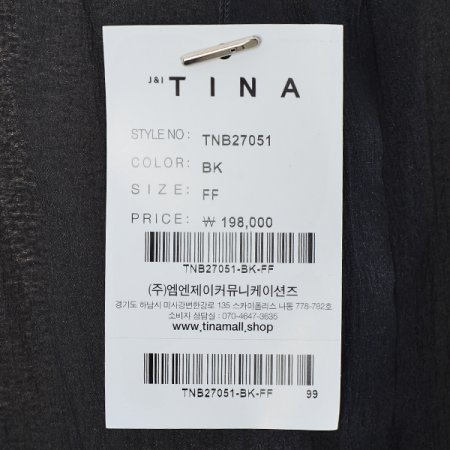 J&I TINA
STYLE NO : TNB27051
COLOR: BK
SIZE: FF
PRICE: ₩ 198,000
TNB27051-BK-FF
(주)엠엔제이커뮤니케이션즈
경기도 하남시 미사강변한강로 135 스카이폴리스 나동 778-782호
소비자 상담실 : 070-4647-3635
www.tinamall.shop
TNB27051-BK-FF 99